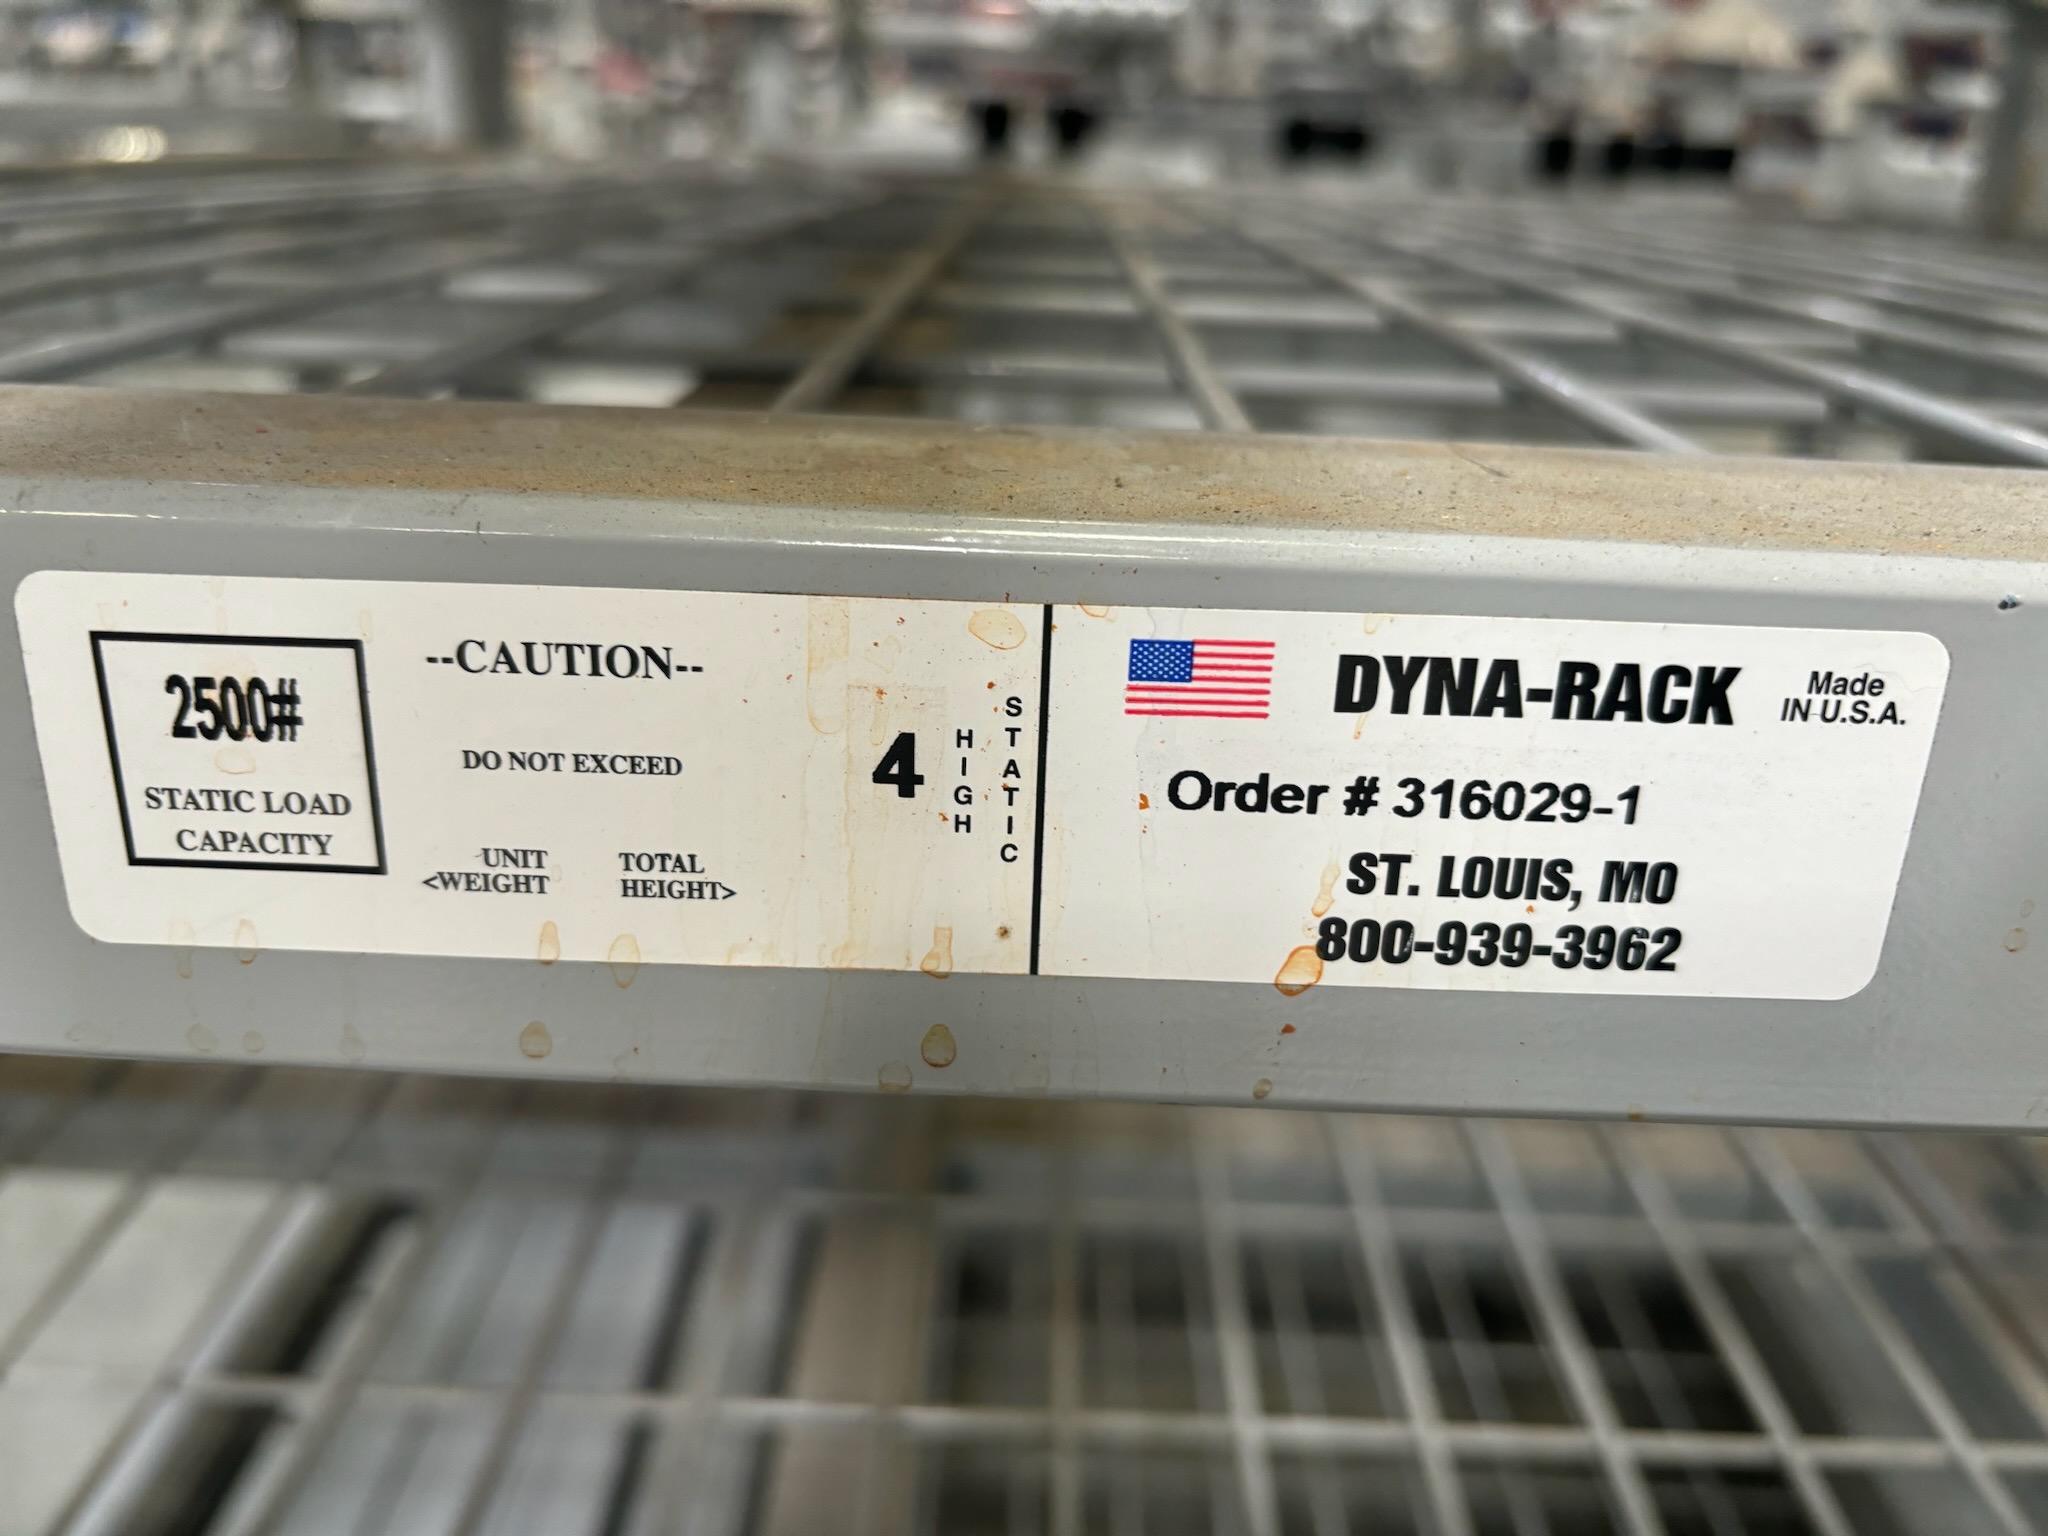 2500#
STATIC LOAD
CAPACITY
--CAUTION--
DO NOT EXCEED
UNIT
<WEIGHT
TOTAL
HEIGHT>
4
HIGH
STATIC
DYNA-RACK
Made
IN U.S.A.
Order # 316029-1
ST. LOUIS, MO
800-939-3962